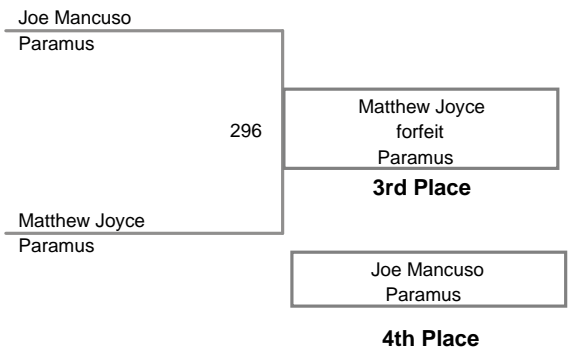 Joe Mancuso
Paramus
296
Matthew Joyce
forfeit
Paramus
3rd Place
Matthew Joyce
Paramus
Joe Mancuso
Paramus
4th Place